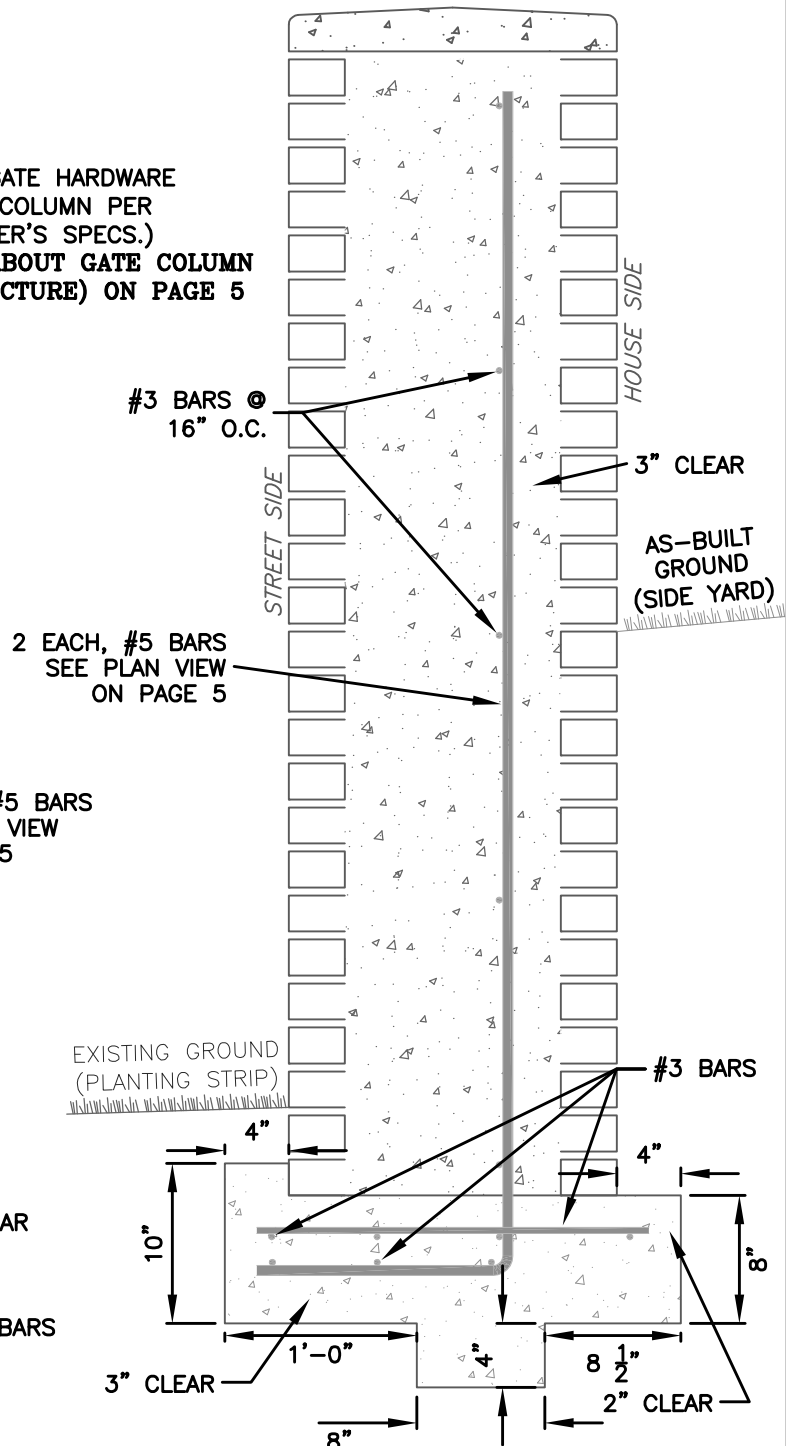 GATE HARDWARE
COLUMN PER
ER'S SPECS.)
ABOUT GATE COLUMN
CTURE) ON PAGE 5
HOUSE SIDE
#3 BARS @
16" O.C.
3" CLEAR
STREET SIDE
AS-BUILT
GROUND
(SIDE YARD)
2 EACH, #5 BARS
SEE PLAN VIEW
ON PAGE 5
#5 BARS
VIEW
5
EXISTING GROUND
(PLANTING STRIP)
#3 BARS
4"
4"
AR
10"
8"
BARS
1'-0"
4"
8 1/2"
3" CLEAR
2" CLEAR
8"